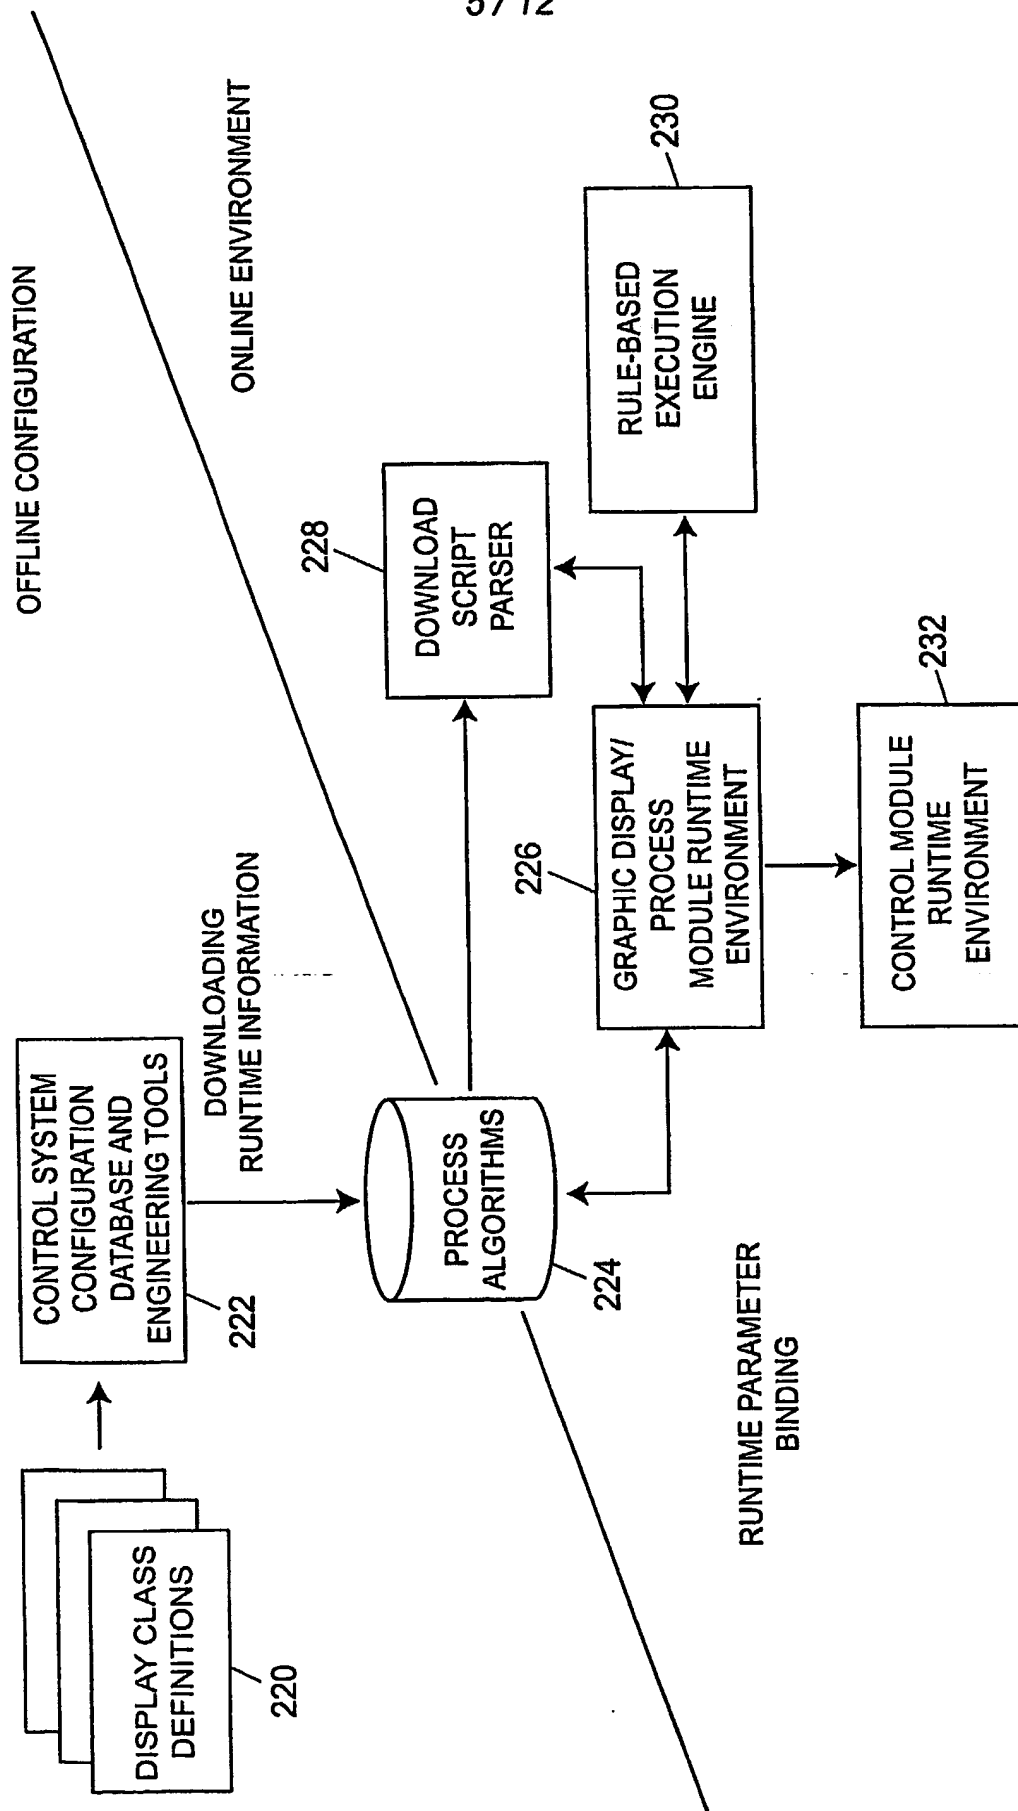 5 / 12
OFFLINE CONFIGURATION
ONLINE ENVIRONMENT
DISPLAY CLASS
DEFINITIONS
220
CONTROL SYSTEM
CONFIGURATION
DATABASE AND
ENGINEERING TOOLS
222
DOWNLOADING
RUNTIME INFORMATION
PROCESS
ALGORITHMS
224
228
DOWNLOAD
SCRIPT
PARSER
230
RULE-BASED
EXECUTION
ENGINE
226
GRAPHIC DISPLAY/
PROCESS
MODULE RUNTIME
ENVIRONMENT
232
CONTROL MODULE
RUNTIME
ENVIRONMENT
RUNTIME PARAMETER
BINDING